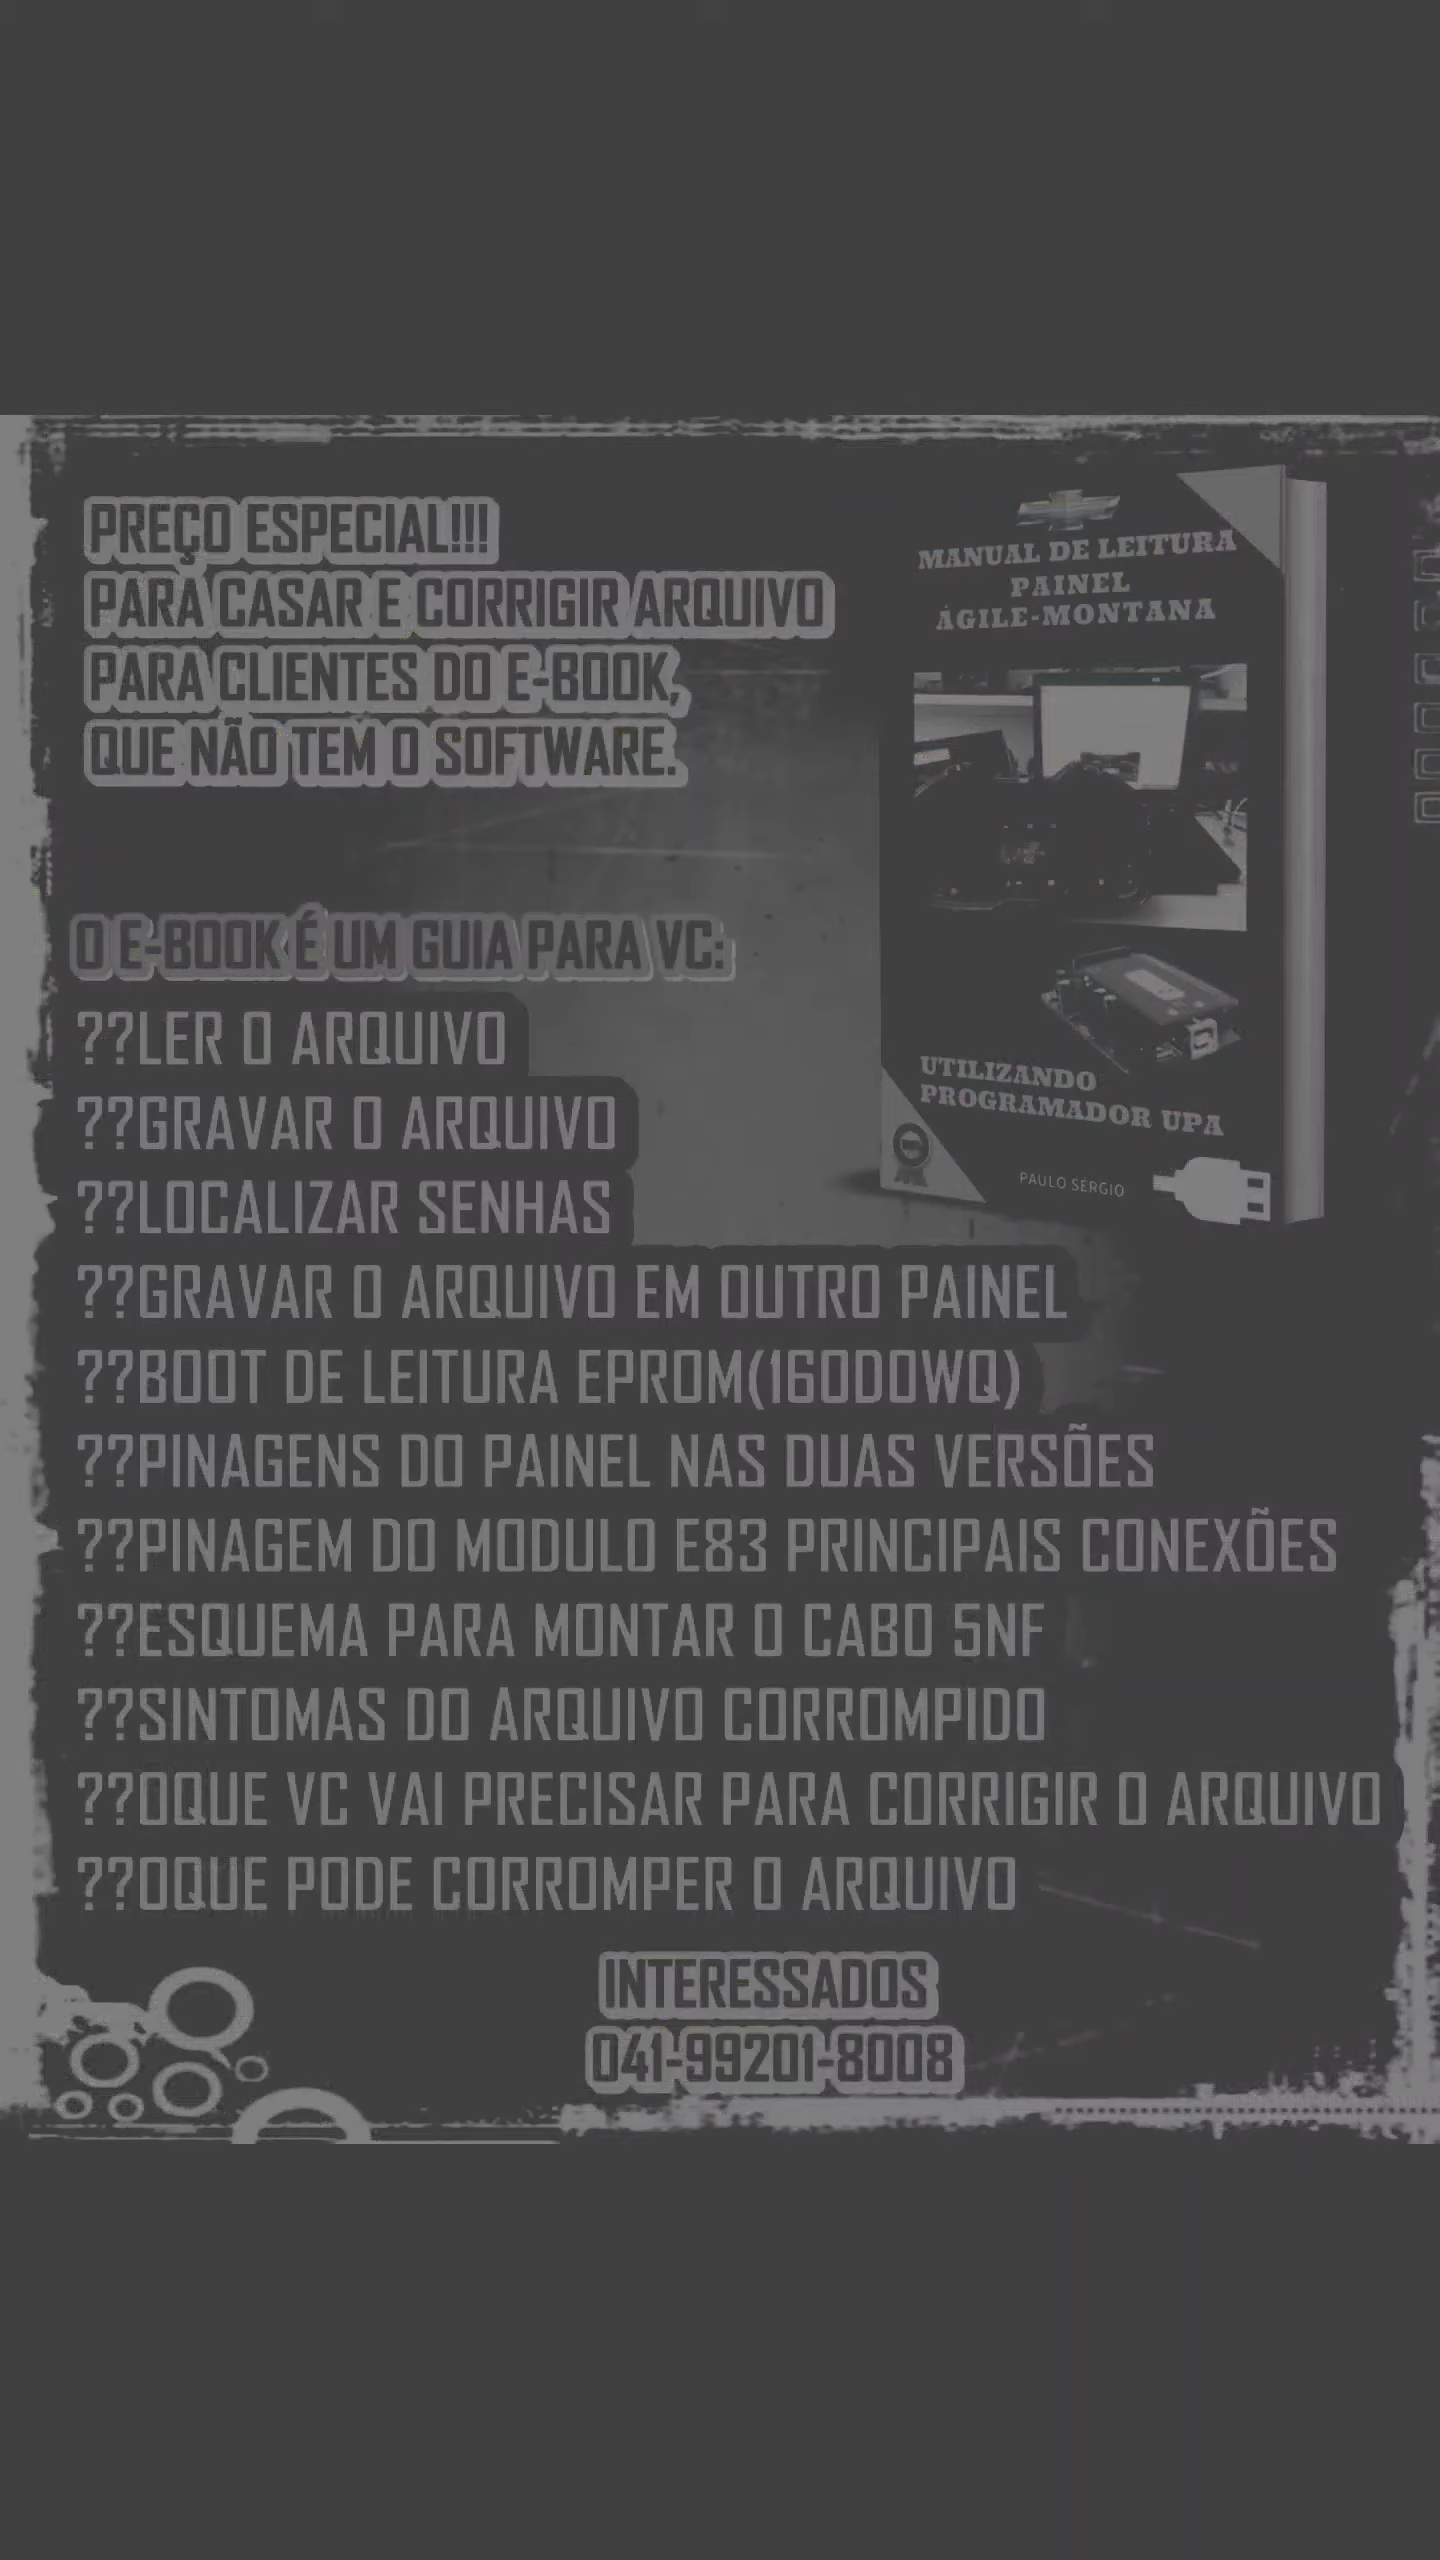 PREÇO ESPECIAL!!!
PARA CASAR E CORRIGIR ARQUIVO
PARA CLIENTES DO E-BOOK,
QUE NÃO TEM O SOFTWARE.
MANUAL DE LEITURA
PAINEL
ÁGILE-MONTANA
UTILIZANDO
PROGRAMADOR UPA
PAULO SÉRGIO
O E-BOOK É UM GUIA PARA VC:
??LER O ARQUIVO
??GRAVAR O ARQUIVO
??LOCALIZAR SENHAS
??GRAVAR O ARQUIVO EM OUTRO PAINEL
??BOOT DE LEITURA EPROM(160DOWQ)
??PINAGENS DO PAINEL NAS DUAS VERSÕES
??PINAGEM DO MODULO E83 PRINCIPAIS CONEXÕES
??ESQUEMA PARA MONTAR O CABO 5NF
??SINTOMAS DO ARQUIVO CORROMPIDO
??OQUE VC VAI PRECISAR PARA CORRIGIR O ARQUIVO
??OQUE PODE CORROMPER O ARQUIVO
INTERESSADOS
041-99201-8008